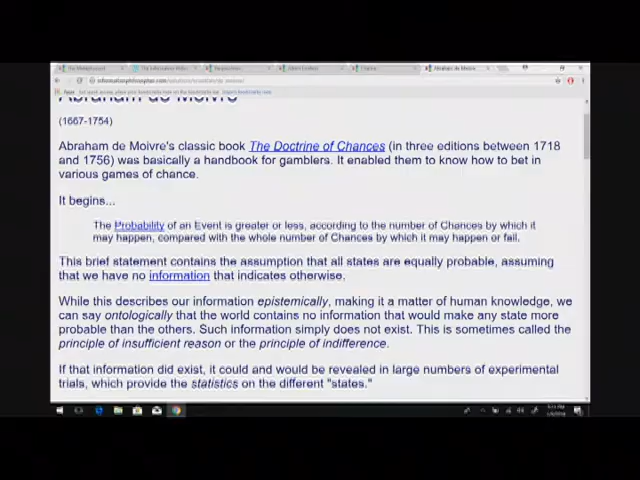 Abraham de Moivre
(1667-1754)
Abraham de Moivre's classic book The Doctrine of Chances (in three editions between 1718
and 1756) was basically a handbook for gamblers. It enabled them to know how to bet in
various games of chance.
It begins...
The Probability of an Event is greater or less, according to the number of Chances by which it
may happen, compared with the whole number of Chances by which it may happen or fail.
This brief statement contains the assumption that all states are equally probable, assuming
that we have no information that indicates otherwise.
While this describes our information epistemically, making it a matter of human knowledge, we
can say ontologically that the world contains no information that would make any state more
probable than the others. Such information simply does not exist. This is sometimes called the
principle of insufficient reason or the principle of indifference.
If that information did exist, it could and would be revealed in large numbers of experimental
trials, which provide the statistics on the different "states."